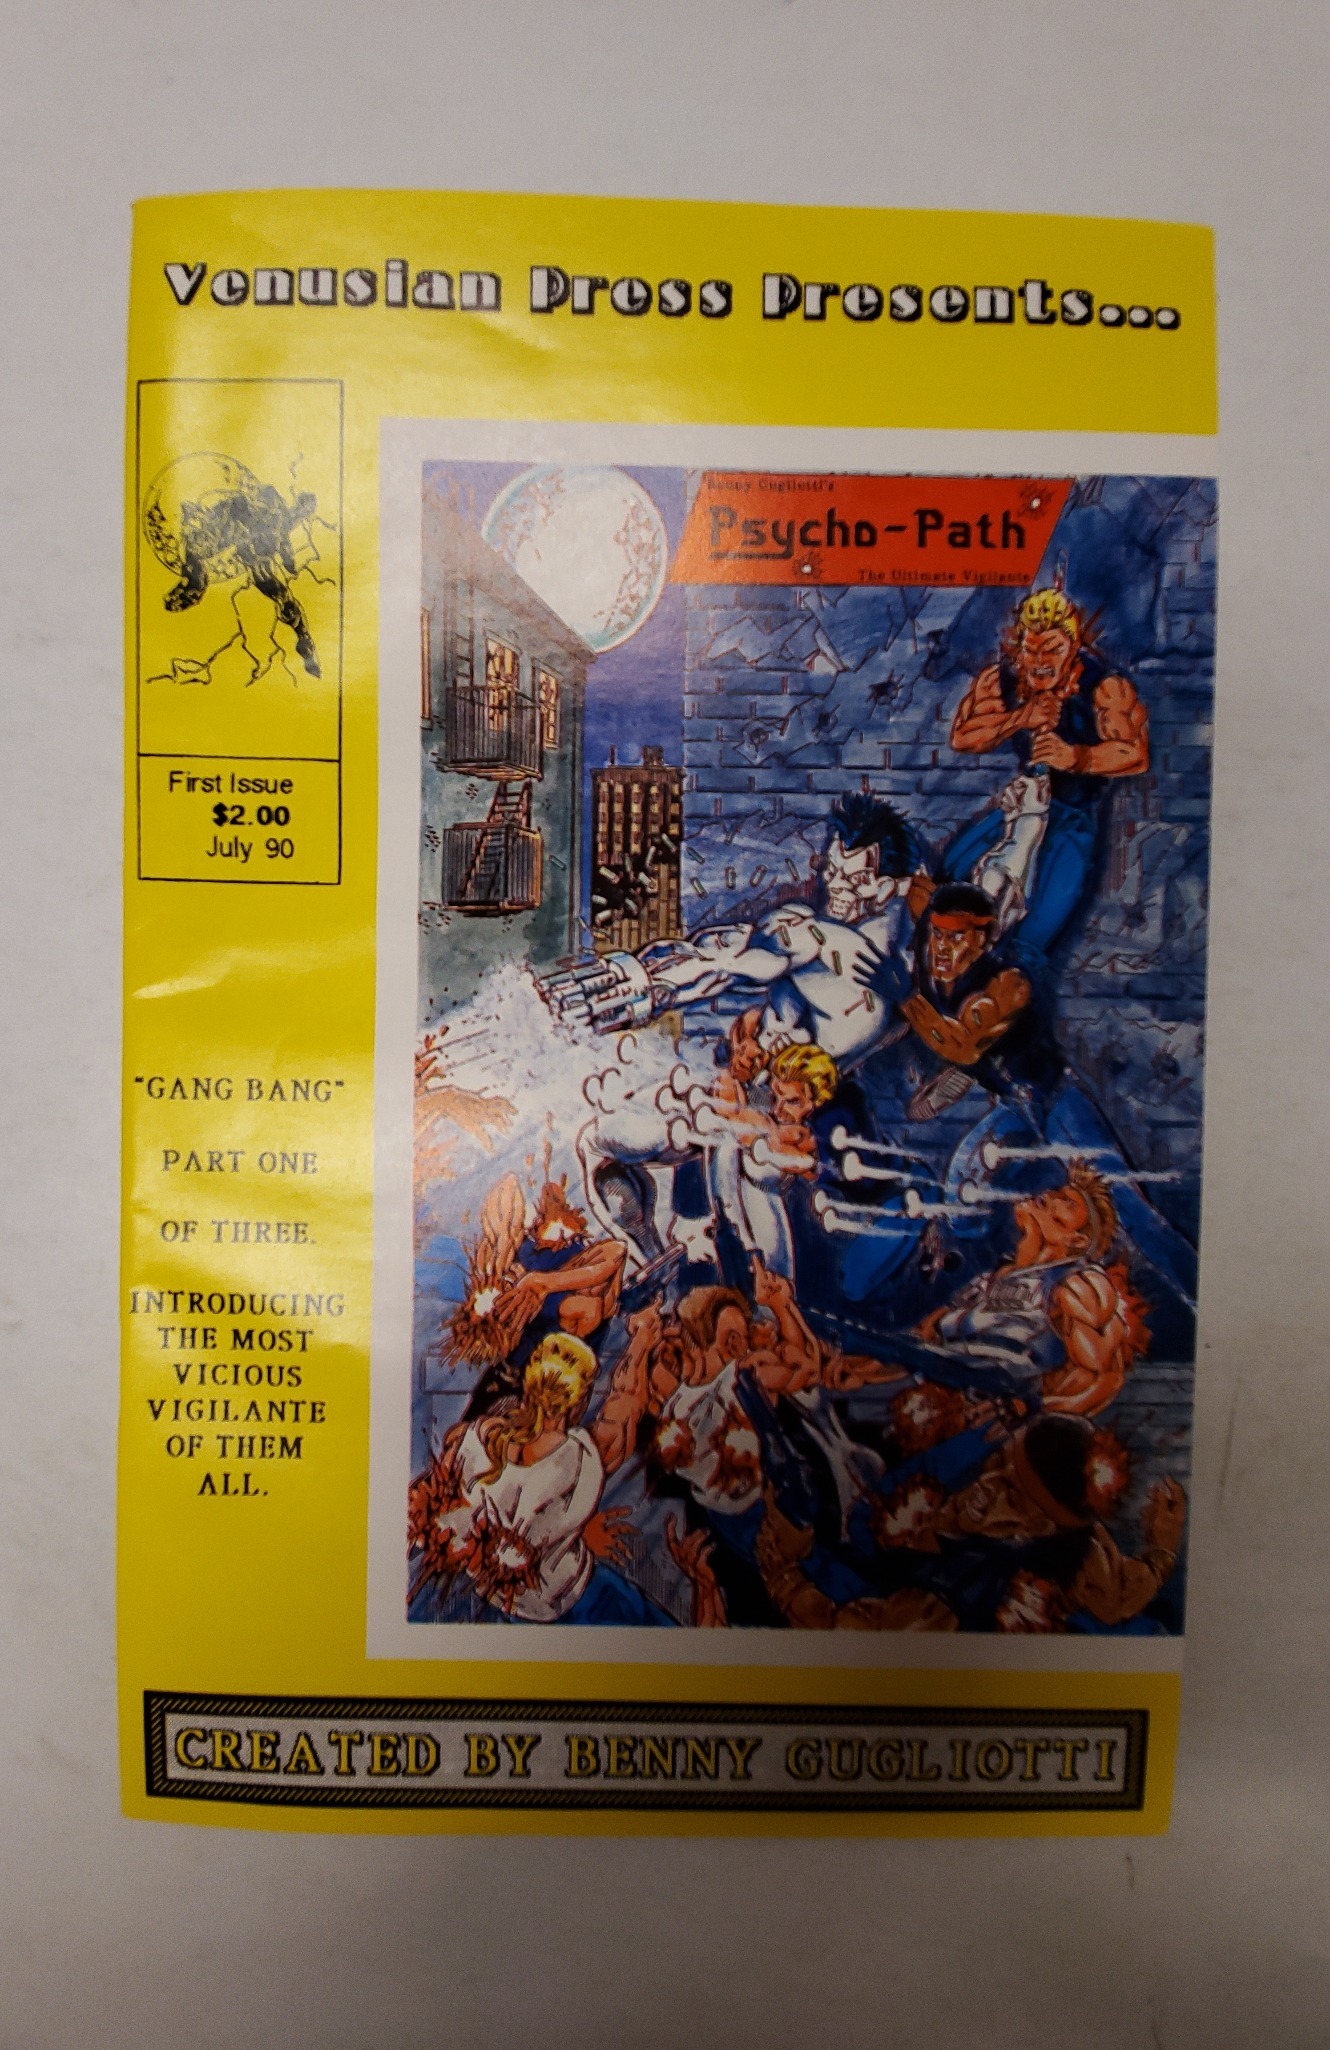 Venusian Press Presents...
First Issue
$2.00
July 90
Benny Gugliotti's
Psycho-Path
The Ultimate Vigilante
"GANG BANG"
PART ONE
OF THREE.
INTRODUCING
THE MOST
VICIOUS
VIGILANTE
OF THEM
ALL.
CREATED BY BENNY GUGLIOTTI